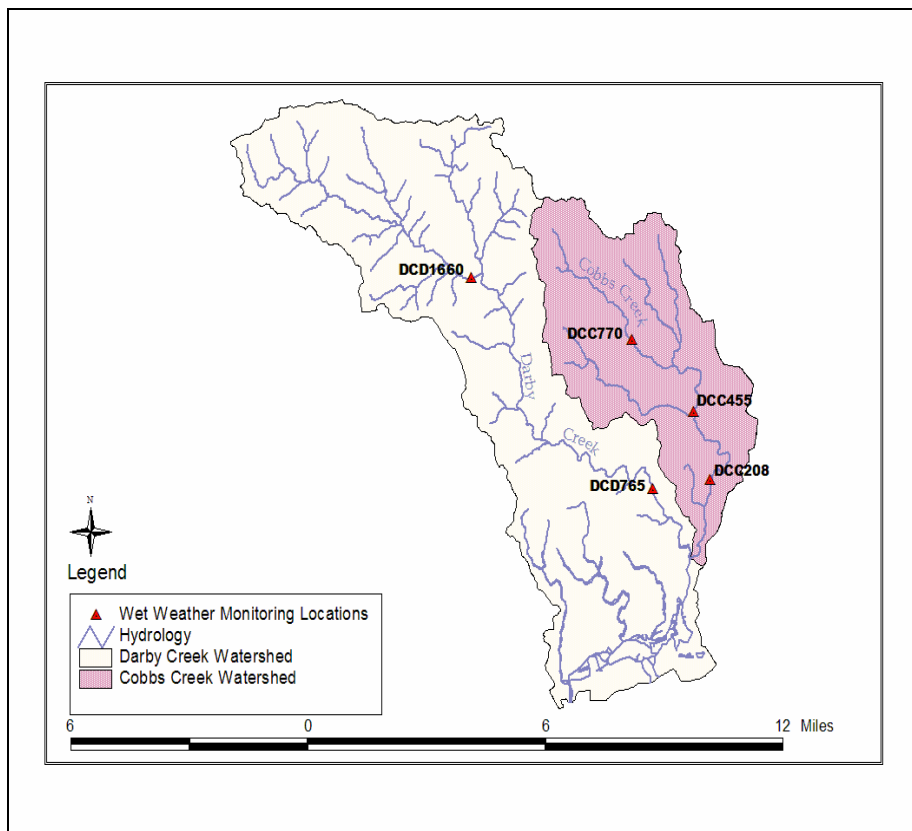 DCD1660
Cobbs Creek
DCC770
Darby
DCC455
Creek
DCC208
DCD765
N
Legend
Wet Weather Monitoring Locations
Hydrology
Darby Creek Watershed
Cobbs Creek Watershed
6 0 6 12 Miles